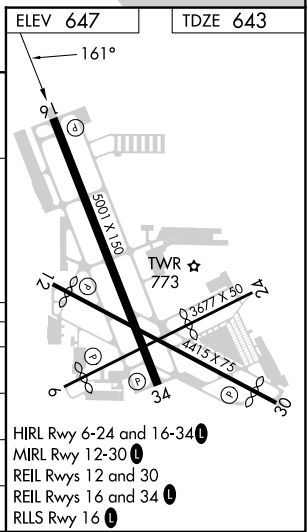 ELEV 647
TDZE 643
161°
16
P
5001 X 150
TWR
773
12
P
24
3677 X 50
4415 X 75
P
P
P
6
34
30
HIRL Rwy 6-24 and 16-34 L
MIRL Rwy 12-30 L
REIL Rwys 12 and 30
REIL Rwys 16 and 34 L
RLLS Rwy 16 L